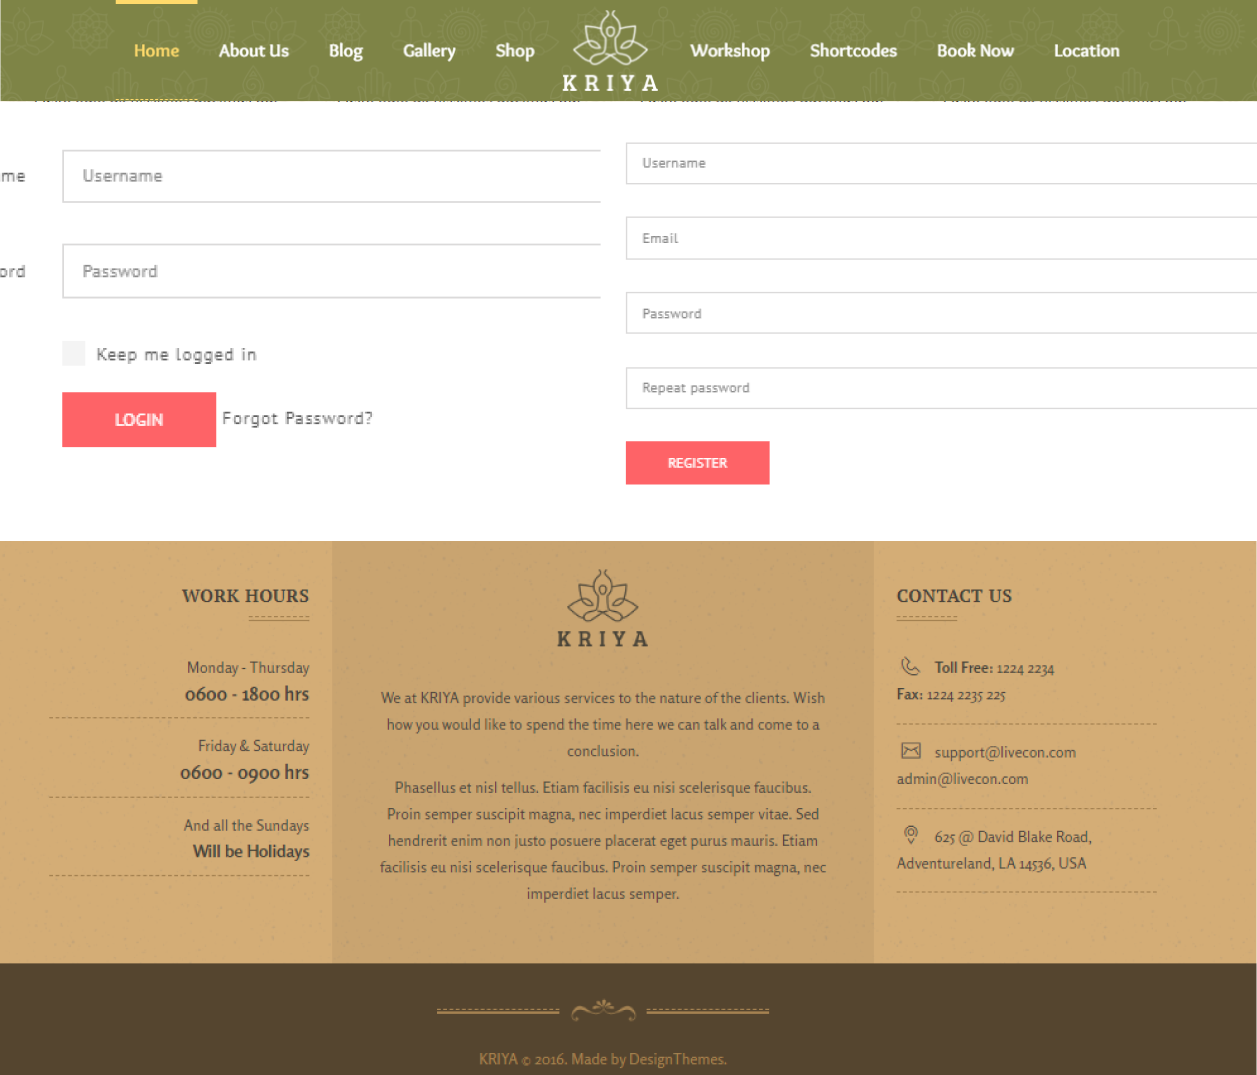 Home
About Us
Blog
Gallery
Shop
KRIYA
Workshop
Shortcodes
Book Now
Location
me
Username
ord
Password
Keep me logged in
LOGIN
Forgot Password?
Username
Email
Password
Repeat password
REGISTER
WORK HOURS
Monday - Thursday
0600 - 1800 hrs
Friday & Saturday
0600 - 0900 hrs
And all the Sundays
Will be Holidays
KRIYA
We at KRIYA provide various services to the nature of the clients. Wish
how you would like to spend the time here we can talk and come to a
conclusion.
Phasellus et nisl tellus. Etiam facilisis eu nisi scelerisque faucibus.
Proin semper suscipit magna, nec imperdiet lacus semper vitae. Sed
hendrerit enim non justo posuere placerat eget purus mauris. Etiam
facilisis eu nisi scelerisque faucibus. Proin semper suscipit magna, nec
imperdiet lacus semper.
CONTACT US
Toll Free: 1224 2234
Fax: 1224 2235 225
support@livecon.com
admin@livecon.com
625 @ David Blake Road,
Adventureland, LA 14536, USA
KRIYA © 2016. Made by DesignThemes.